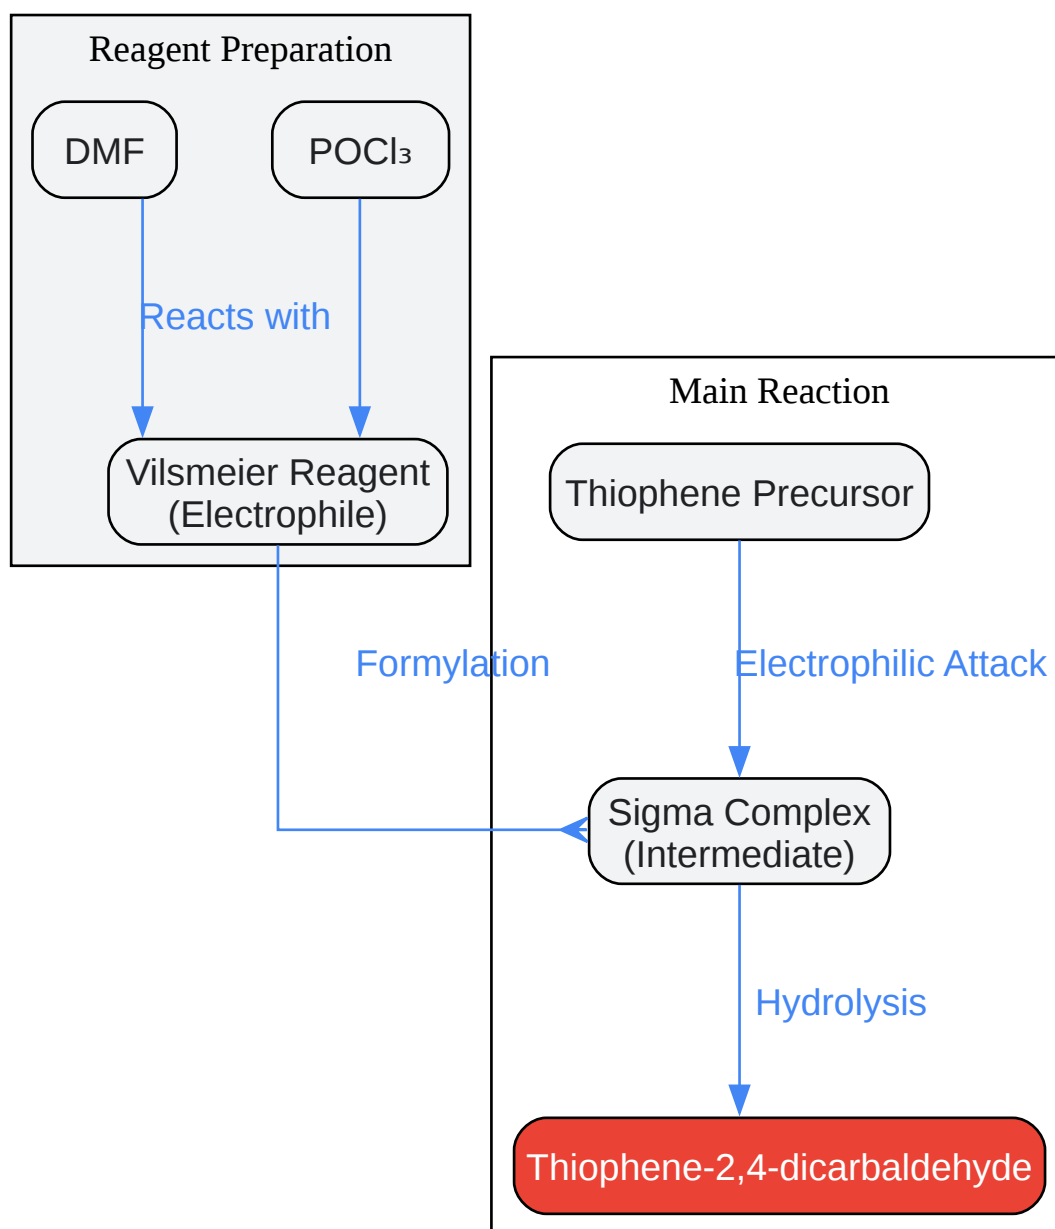 Reagent Preparation
DMF
POCl₃
Reacts with
Vilsmeier Reagent
(Electrophile)
Main Reaction
Thiophene Precursor
Formylation
Electrophilic Attack
Sigma Complex
(Intermediate)
Hydrolysis
Thiophene-2,4-dicarbaldehyde